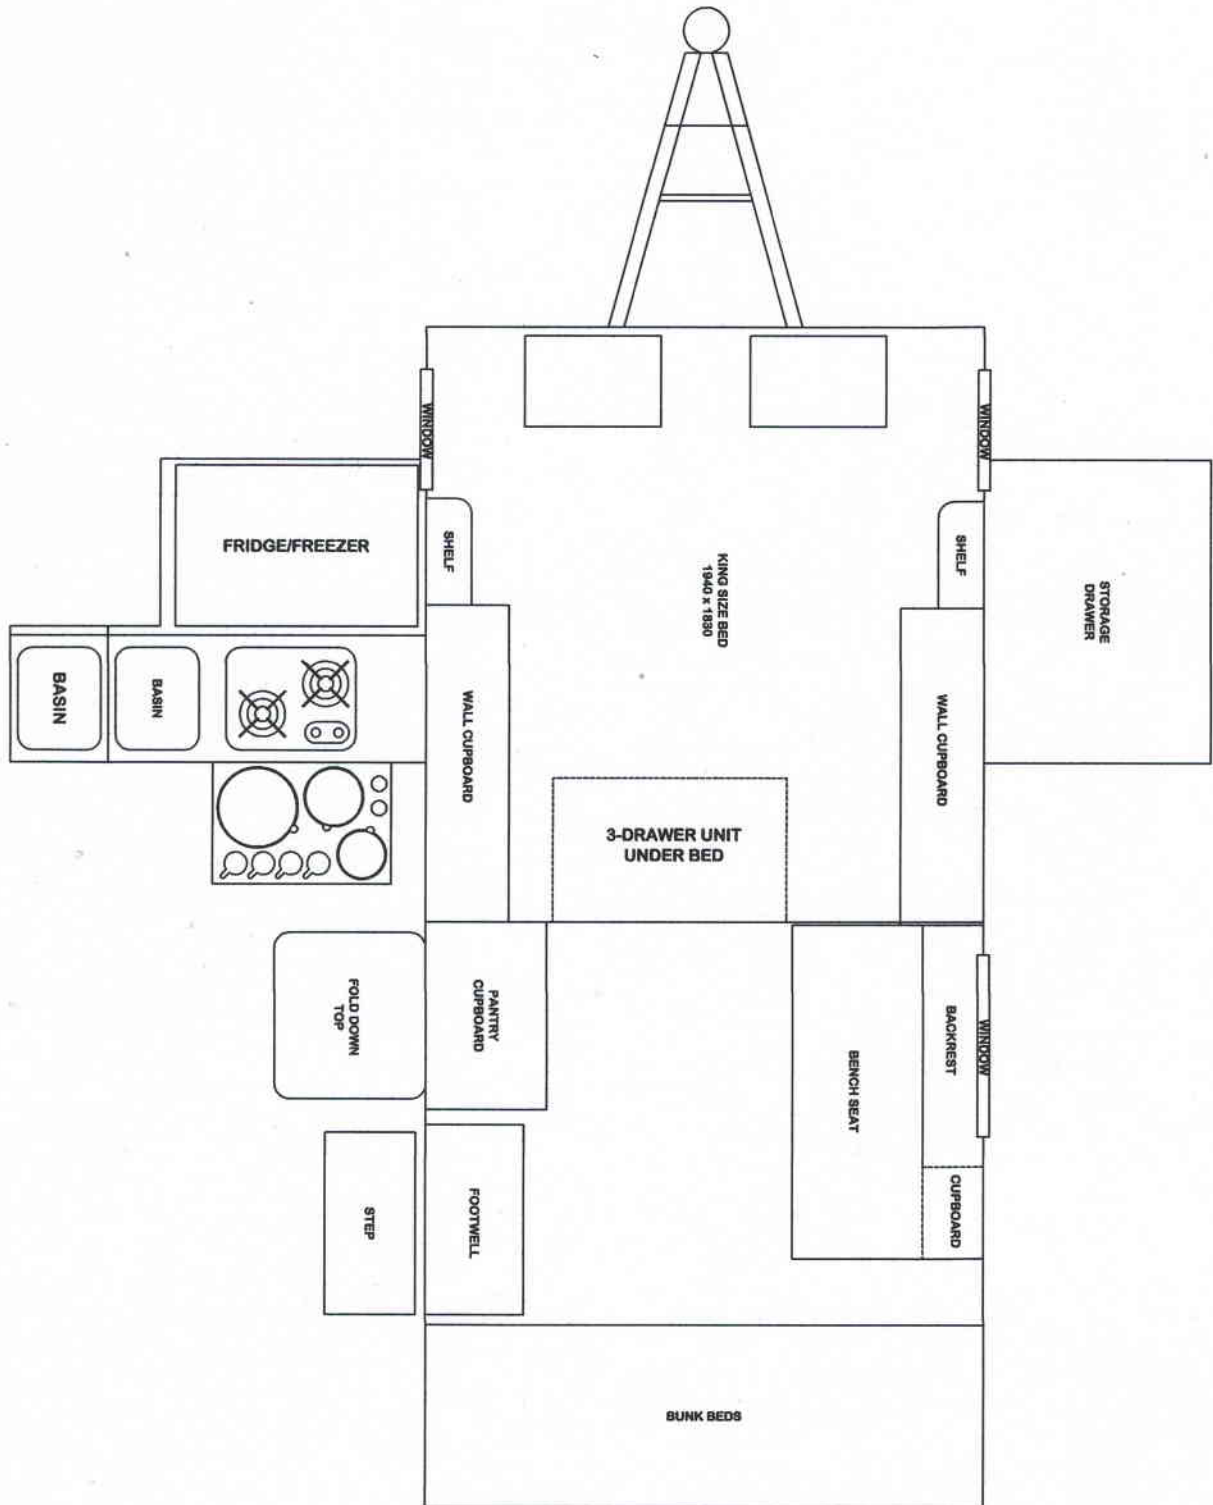 WINDOW
WINDOW
FRIDGE/FREEZER
SHELF
KING SIZE BED
1940 x 1830
SHELF
STORAGE
DRAWER
BASIN
BASIN
WALL CUPBOARD
WALL CUPBOARD
3-DRAWER UNIT
UNDER BED
FOLD DOWN
TOP
PANTRY
CUPBOARD
BENCH SEAT
BACKREST
WINDOW
STEP
FOOTWELL
CUPBOARD
BUNK BEDS